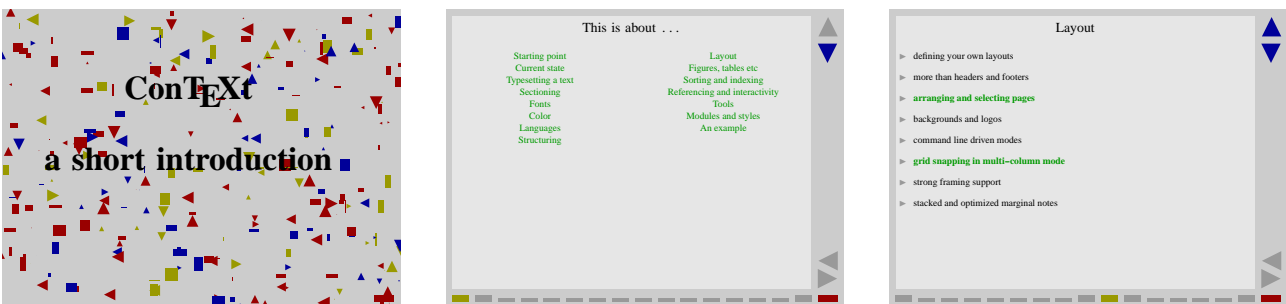 ConTEXt
a short introduction
This is about . . .
Starting point
Current state
Typesetting a text
Sectioning
Fonts
Color
Languages
Structuring
Layout
Figures, tables etc
Sorting and indexing
Referencing and interactivity
Tools
Modules and styles
An example
Layout
defining your own layouts
more than headers and footers
arranging and selecting pages
backgrounds and logos
command line driven modes
grid snapping in multi–column mode
strong framing support
stacked and optimized marginal notes